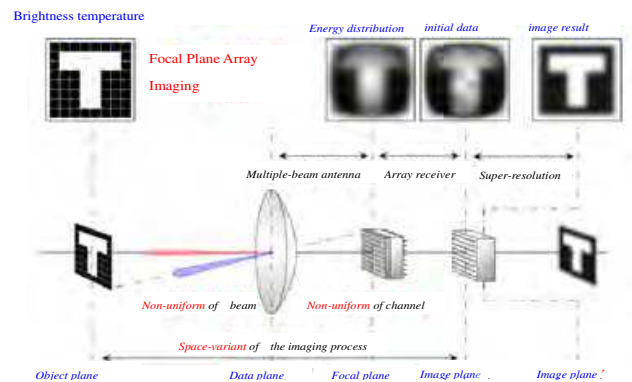 Brightness temperature
Energy distribution initial data image result
Focal Plane Array
Imaging
Multiple-beam antenna Array receiver Super-resolution
Non-uniform of beam Non-uniform of channel
Space-variant of the imaging process
Object plane Data plane Focal plane Image plane Image plane